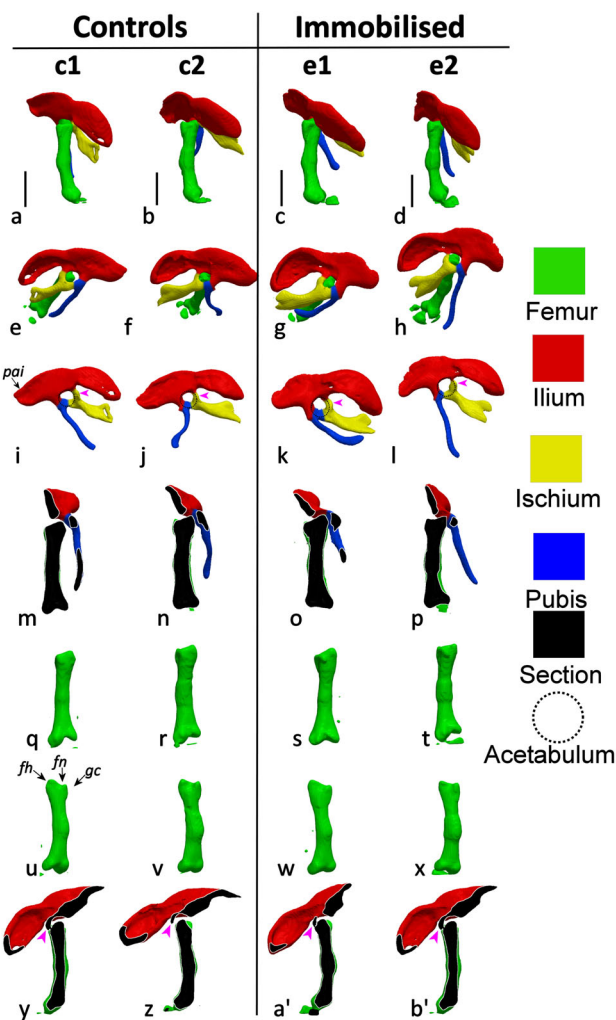 Controls Immobilised
c1 c2 e1 e2
a b c d
e f g h
Femur
Ilium
pai
i j k l
Ischium
Pubis
m n o p
Section
Acetabulum
q r s t
fh fn gc
u v w x
y z a' b'